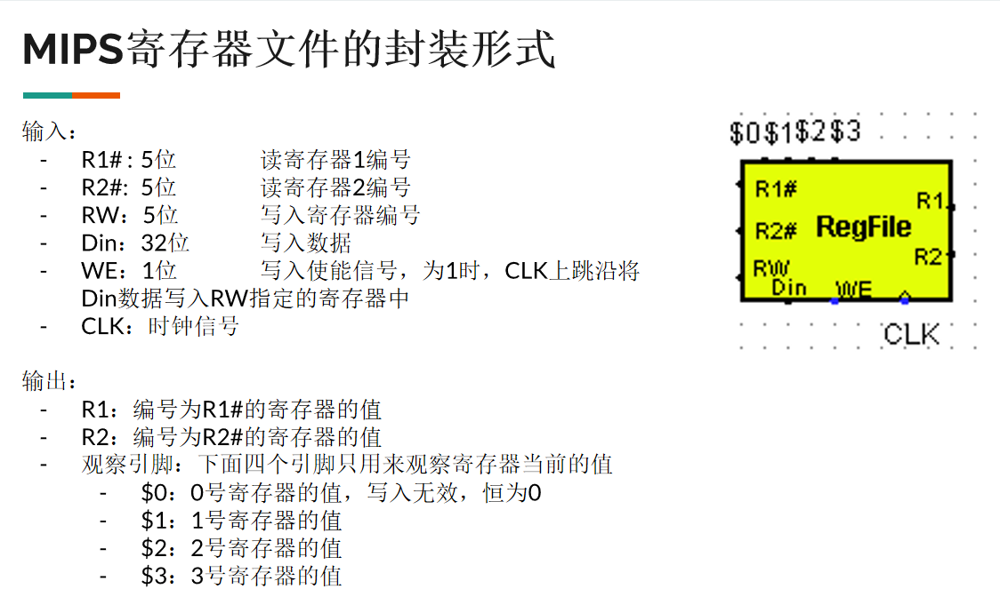 MIPS寄存器文件的封装形式
输入：
- R1#：5位 读寄存器1编号
- R2#: 5位 读寄存器2编号
- RW：5位 写入寄存器编号
- Din：32位 写入数据
- WE：1位 写入使能信号，为1时，CLK上跳沿将
Din数据写入RW指定的寄存器中
- CLK：时钟信号
输出：
- R1：编号为R1#的寄存器的值
- R2：编号为R2#的寄存器的值
- 观察引脚：下面四个引脚只用来观察寄存器当前的值
- $0：0号寄存器的值，写入无效，恒为0
- $1：1号寄存器的值
- $2：2号寄存器的值
- $3：3号寄存器的值
$0$1$2$3
R1#
R1
R2# RegFile
R2
RW
Din WE
CLK